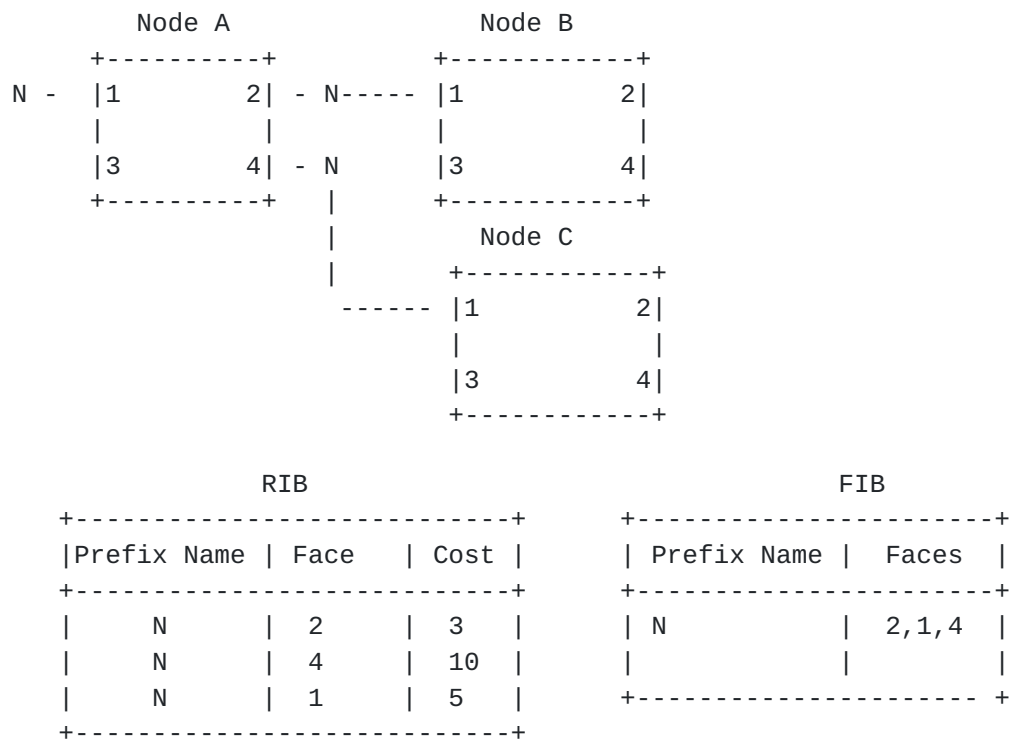 Node A                Node B
          +----------+          +------------+
     N -  |1        2| - N----- |1          2|
          |          |          |            |
          |3        4| - N      |3          4|
          +----------+   |      +------------+
                         |         Node C
                         |       +------------+
                          ------ |1          2|
                                 |            |
                                 |3          4|
                                 +------------+
                     RIB                                  FIB
        +----------------------------+      +-----------------------+
        |Prefix Name | Face   | Cost |      | Prefix Name |  Faces  |
        +----------------------------+      +-----------------------+
        |     N      |  2     |  3   |      | N           |  2,1,4  |
        |     N      |  4     |  10  |      |             |         |
        |     N      |  1     |  5   |      +---------------------- +
        +----------------------------+